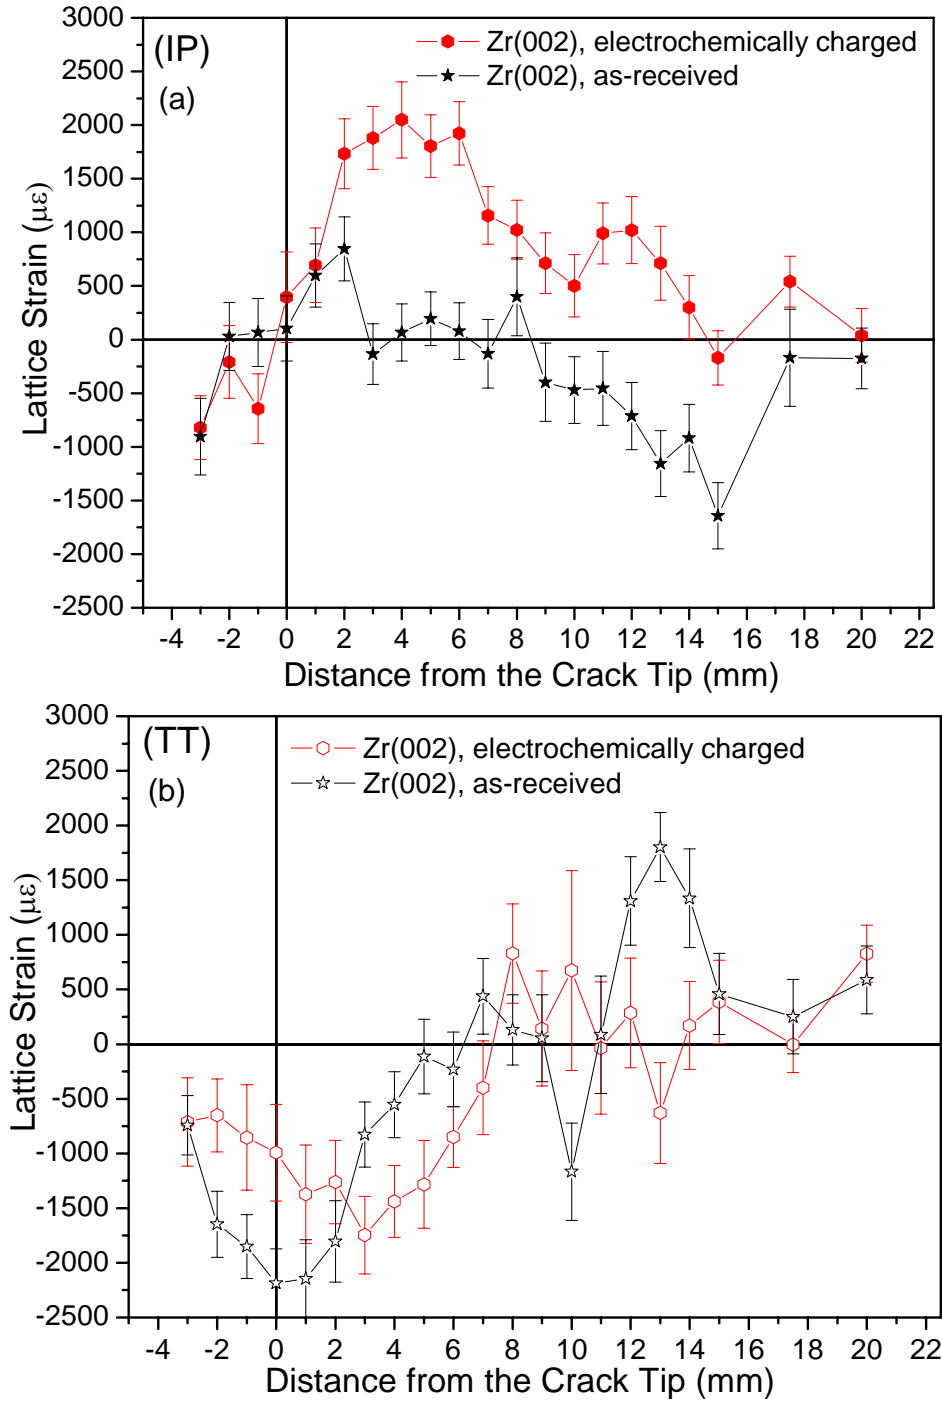 (IP)
(a)
Zr(002), electrochemically charged
Zr(002), as-received
3000
2500
2000
1500
1000
500
0
-500
-1000
-1500
-2000
-2500
Lattice Strain (με)
-4 -2 0 2 4 6 8 10 12 14 16 18 20 22
Distance from the Crack Tip (mm)
(TT)
(b)
Zr(002), electrochemically charged
Zr(002), as-received
3000
2500
2000
1500
1000
500
0
-500
-1000
-1500
-2000
-2500
Lattice Strain (με)
-4 -2 0 2 4 6 8 10 12 14 16 18 20 22
Distance from the Crack Tip (mm)